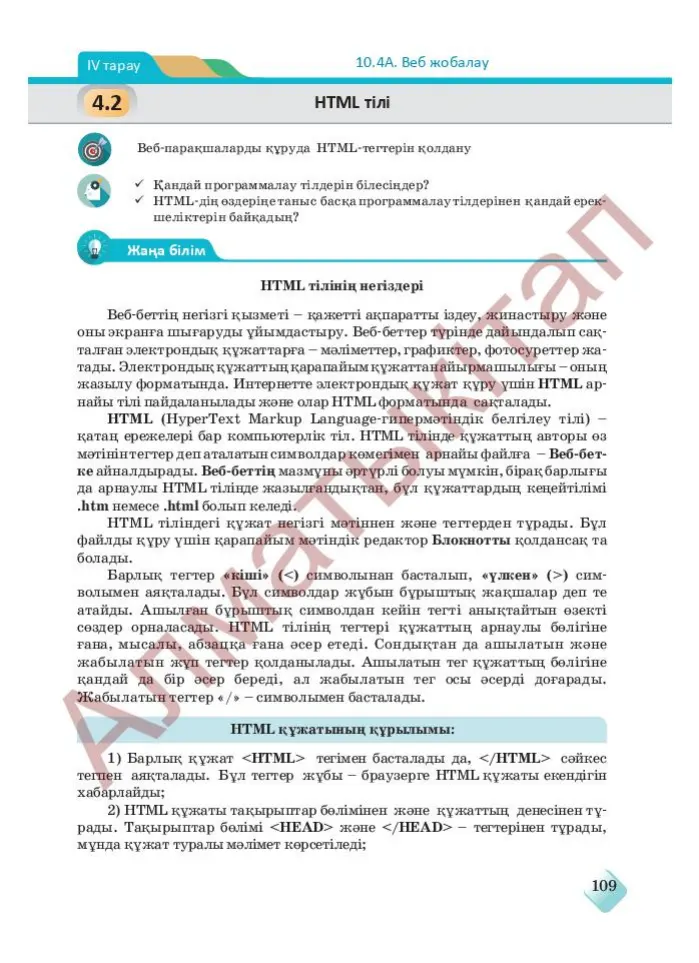 IV тарау
10.4А. Веб жобалау
4.2
HTML тілі
Веб-парақшаларды құруда HTML-тегтерін қолдану
✓ Қандай программалау тілдерін білесіңдер?
✓ HTML-дің өздеріңе таныс басқа программалау тілдерінен қандай ерек-
шеліктерін байқадың?
Жаңа білім
HTML тілінің негіздері
Веб-беттің негізгі қызметі – қажетті ақпаратты іздеу, жинастыру және
оны экранға шығаруды ұйымдастыру. Веб-беттер түрінде дайындалып сақ-
талған электрондық құжаттарға – мәліметтер, графиктер, фотосуреттер жа-
тады. Электрондық құжаттың қарапайым құжаттан айырмашылығы – оның
жазылу форматында. Интернетте электрондық құжат құру үшін HTML ар-
найы тілі пайдаланылады және олар HTML форматында сақталады.
HTML (HyperText Markup Language-гипермәтіндік белгілеу тілі) –
қатаң ережелері бар компьютерлік тіл. HTML тілінде құжаттың авторы өз
мәтінін тегтер деп аталатын символдар көмегімен арнайы файлға – Веб-бет-
ке айналдырады. Веб-беттің мазмұны әртүрлі болуы мүмкін, бірақ барлығы
да арнаулы HTML тілінде жазылғандықтан, бұл құжаттардың кеңейтілімі
.htm немесе .html болып келеді.
HTML тіліндегі құжат негізгі мәтіннен және тегтерден тұрады. Бұл
файлды құру үшін қарапайым мәтіндік редактор Блокнотты қолдансақ та
болады.
Барлық тегтер «кіші» (<) символынан басталып, «үлкен» (>) сим-
волымен аяқталады. Бұл символдар жұбын бұрыштық жақшалар деп те
атайды. Ашылған бұрыштық символдан кейін тегті анықтайтын өзекті
сөздер орналасады. HTML тілінің тегтері құжаттың арнаулы бөлігіне
ғана, мысалы, абзацқа ғана әсер етеді. Сондықтан да ашылатын және
жабылатын жұп тегтер қолданылады. Ашылатын тег құжаттың бөлігіне
қандай да бір әсер береді, ал жабылатын тег осы әсерді доғарады.
Жабылатын тегтер «/» – символымен басталады.
HTML құжатының құрылымы:
1) Барлық құжат <HTML> тегімен басталады да, </HTML> сәйкес
тегпен аяқталады. Бұл тегтер жұбы – браузерге HTML құжаты екендігін
хабарлайды;
2) HTML құжаты тақырыптар бөлімінен және құжаттың денесінен тұ-
рады. Тақырыптар бөлімі <HEAD> және </HEAD> – тегтерінен тұрады,
мұнда құжат туралы мәлімет көрсетіледі;
109
Алматыкітап